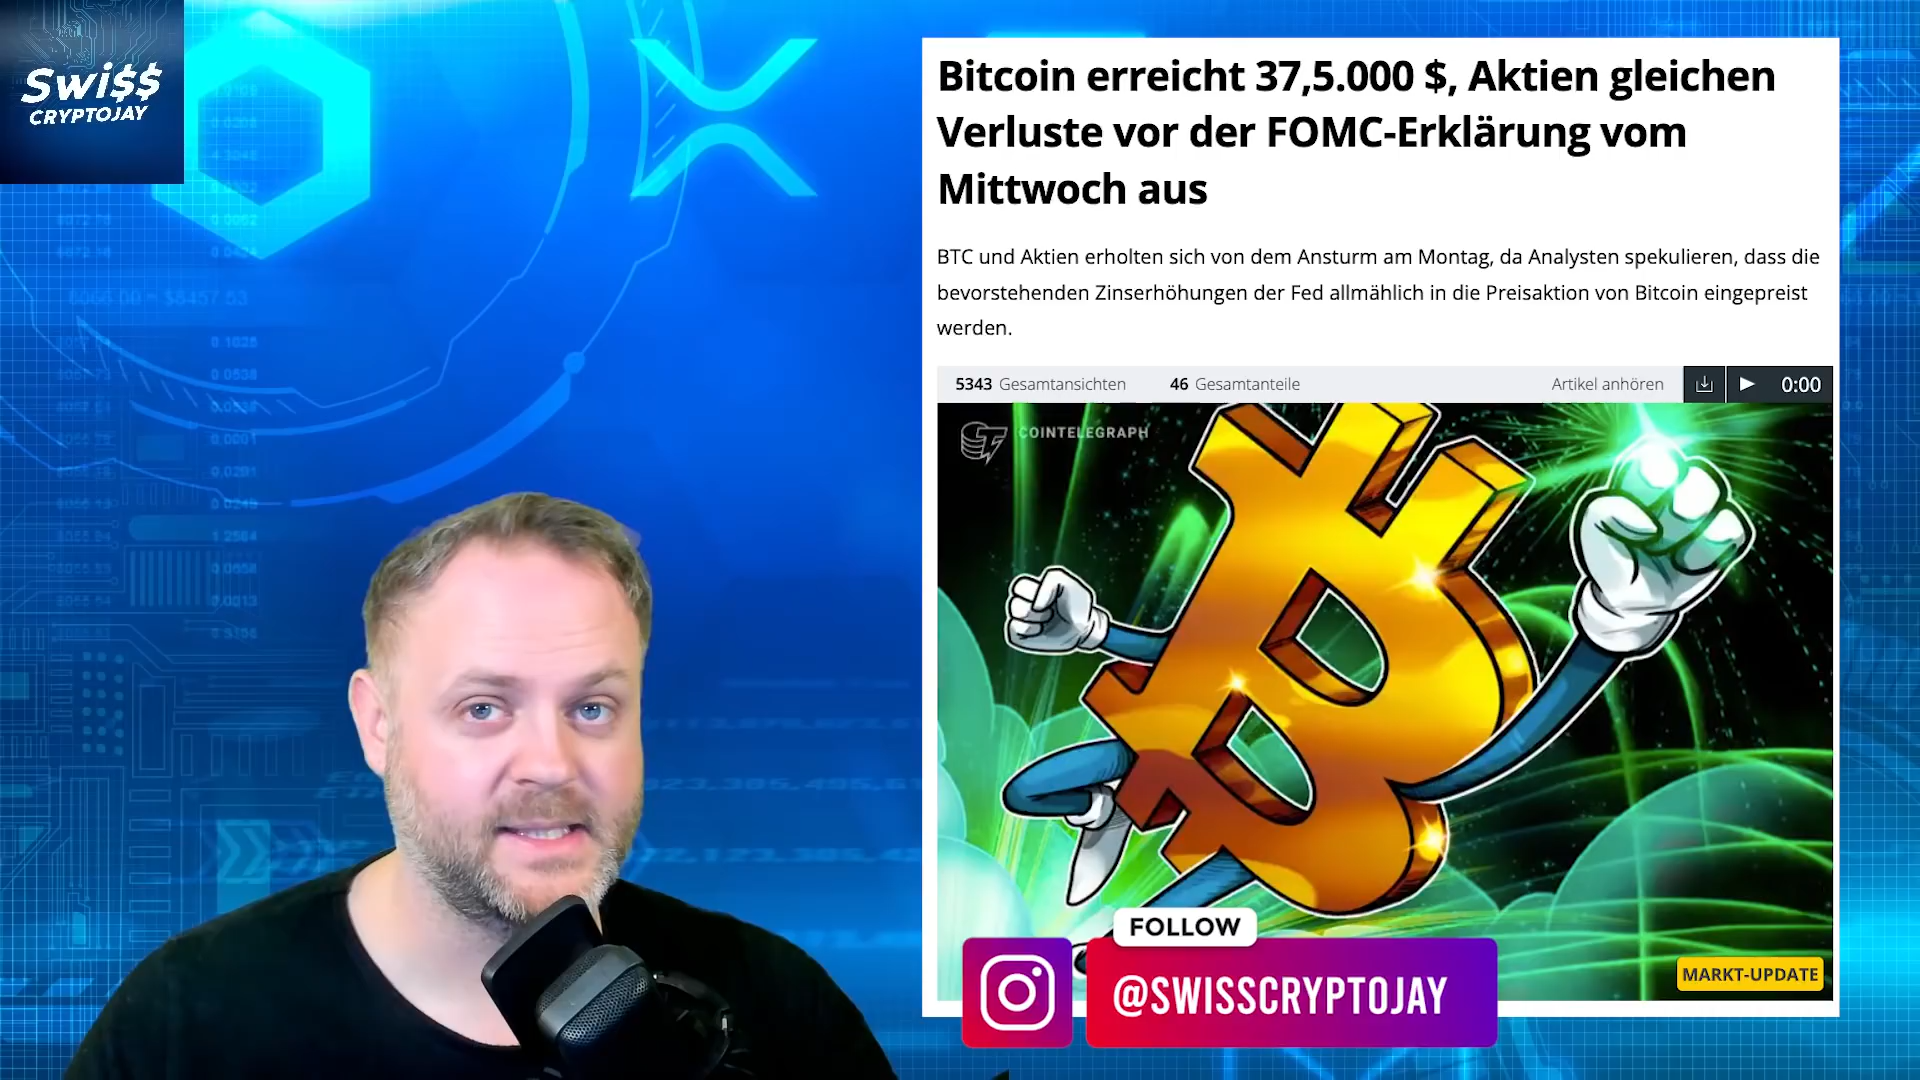 Swi$$
CRYPTOJAY
Bitcoin erreicht 37,5.000 $, Aktien gleichen
Verluste vor der FOMC-Erklärung vom
Mittwoch aus
BTC und Aktien erholten sich von dem Ansturm am Montag, da Analysten spekulieren, dass die
bevorstehenden Zinserhöhungen der Fed allmählich in die Preisaktion von Bitcoin eingepreist
werden.
5343 Gesamtansichten 46 Gesamtanteile Artikel anhören 0:00
COINTELEGRAPH
MARKT-UPDATE
FOLLOW
@SWISSCRYPTOJAY